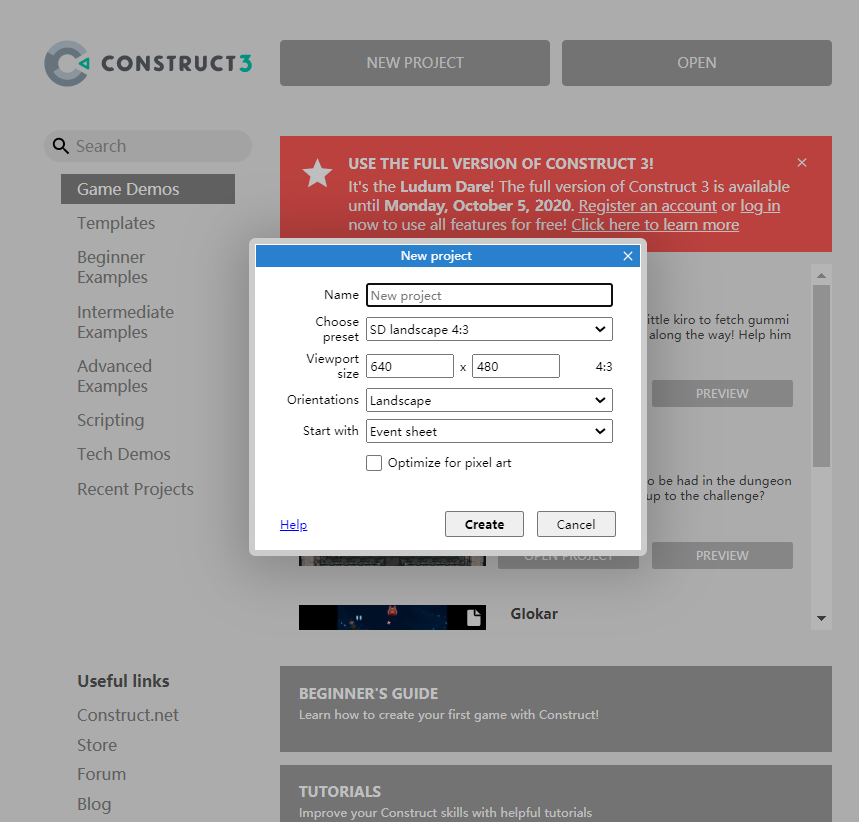 CONSTRUCT3
NEW PROJECT
OPEN
Search
Game Demos
Templates
Beginner
Examples
Intermediate
Examples
Advanced
Examples
Scripting
Tech Demos
Recent Projects
USE THE FULL VERSION OF CONSTRUCT 3!
It's the Ludum Dare! The full version of Construct 3 is available
until Monday, October 5, 2020. Register an account or log in
now to use all features for free! Click here to learn more
New project
Name
New project
Choose
preset
SD landscape 4:3
Viewport
size
640 x 480 4:3
Orientations
Landscape
Start with
Event sheet
Optimize for pixel art
Help
Create
Cancel
ittle kiro to fetch gummi
along the way! Help him
PREVIEW
o be had in the dungeon
up to the challenge?
OPEN PROJECT
PREVIEW
Glokar
Useful links
Construct.net
Store
Forum
Blog
BEGINNER'S GUIDE
Learn how to create your first game with Construct!
TUTORIALS
Improve your Construct skills with helpful tutorials